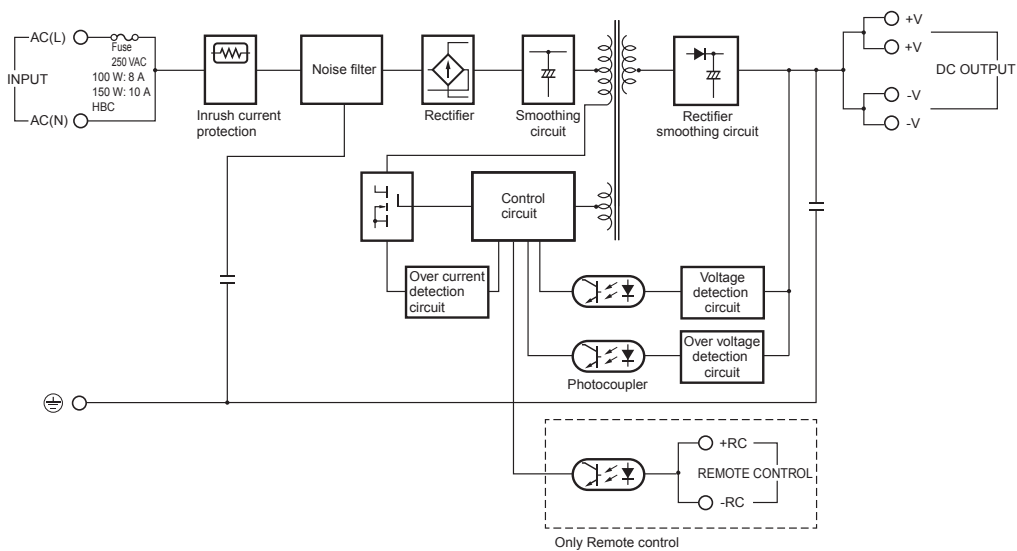 AC(L)
INPUT
AC(N)
Fuse
250 VAC
100 W: 8 A
150 W: 10 A
HBC
Inrush current
protection
Noise filter
Rectifier
Smoothing
circuit
Rectifier
smoothing circuit
+V
+V
DC OUTPUT
-V
-V
Control
circuit
Over current
detection
circuit
Voltage
detection
circuit
Over voltage
detection
circuit
Photocoupler
+RC
REMOTE CONTROL
-RC
Only Remote control